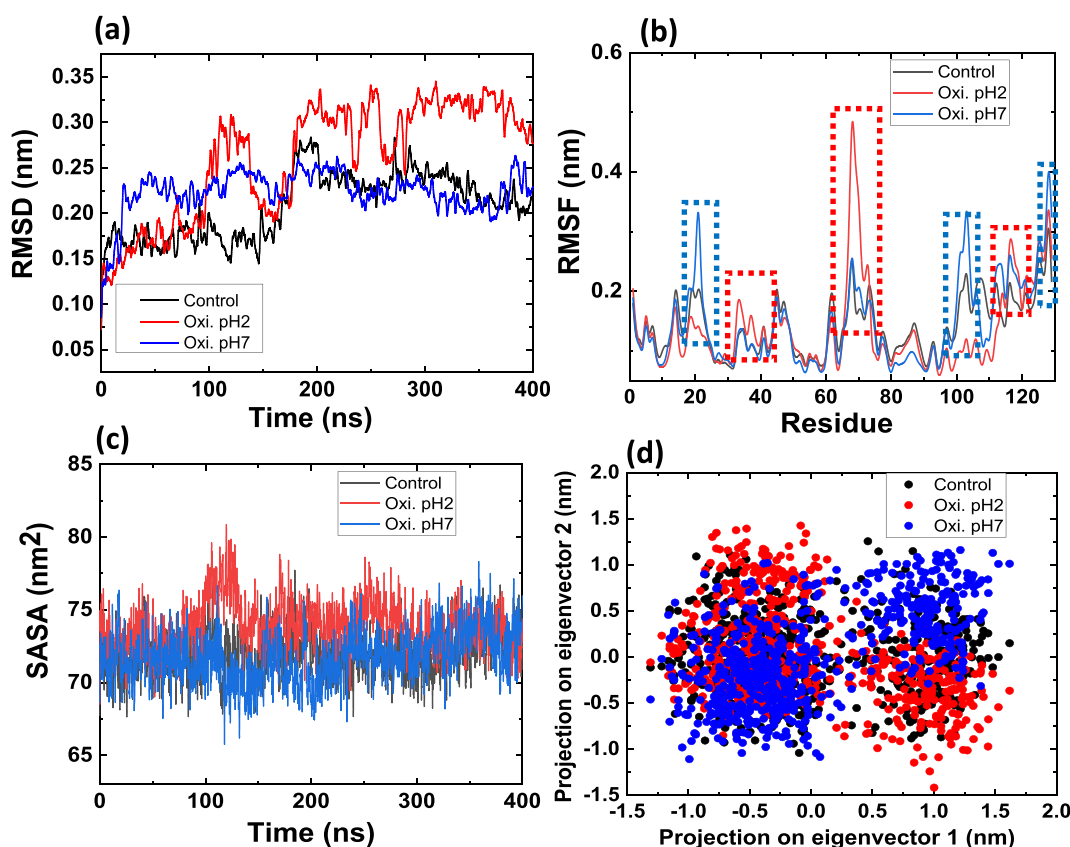 (a)
RMSD (nm)
0.35
0.30
0.25
0.20
0.15
0.10
0.05
Control
Oxi. pH2
Oxi. pH7
0 100 200 300 400
Time (ns)
(b)
RMSF (nm)
0.6
0.4
0.2
Control
Oxi. pH2
Oxi. pH7
0 20 40 60 80 100 120
Residue
(c)
SASA (nm²)
85
80
75
70
65
Control
Oxi. pH2
Oxi. pH7
0 100 200 300 400
Time (ns)
(d)
Projection on eigenvector 2 (nm)
2.0
1.5
1.0
0.5
0.0
-0.5
-1.0
-1.5
Control
Oxi. pH2
Oxi. pH7
-1.5 -1.0 -0.5 0.0 0.5 1.0 1.5 2.0
Projection on eigenvector 1 (nm)